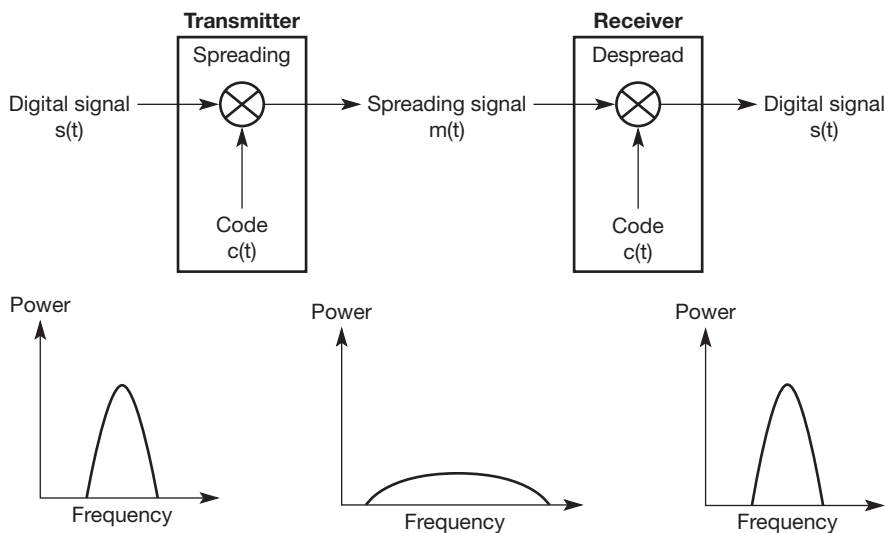 Transmitter
Spreading
Digital signal
s(t)
Code
c(t)
Spreading signal
m(t)
Receiver
Despread
Code
c(t)
Digital signal
s(t)
Power
Frequency
Power
Frequency
Power
Frequency